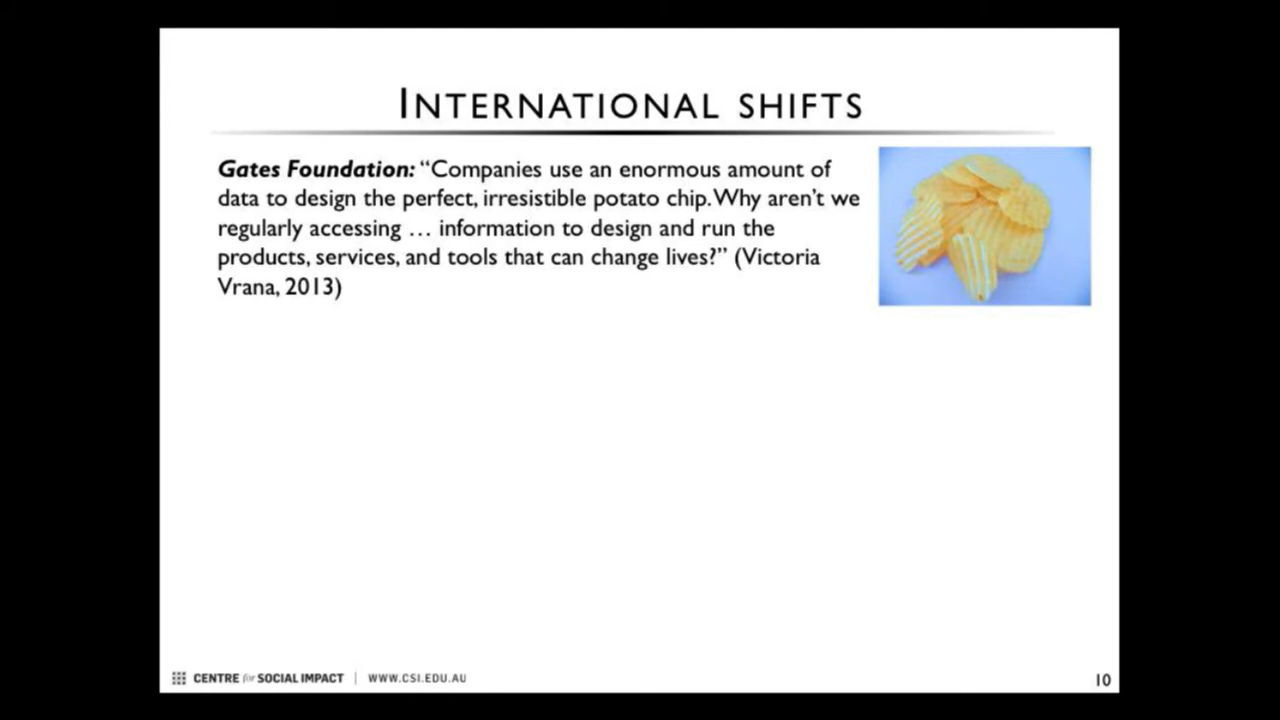 INTERNATIONAL SHIFTS
Gates Foundation: “Companies use an enormous amount of
data to design the perfect, irresistible potato chip. Why aren’t we
regularly accessing … information to design and run the
products, services, and tools that can change lives?” (Victoria
Vrana, 2013)
CENTRE for SOCIAL IMPACT | WWW.CSI.EDU.AU
10